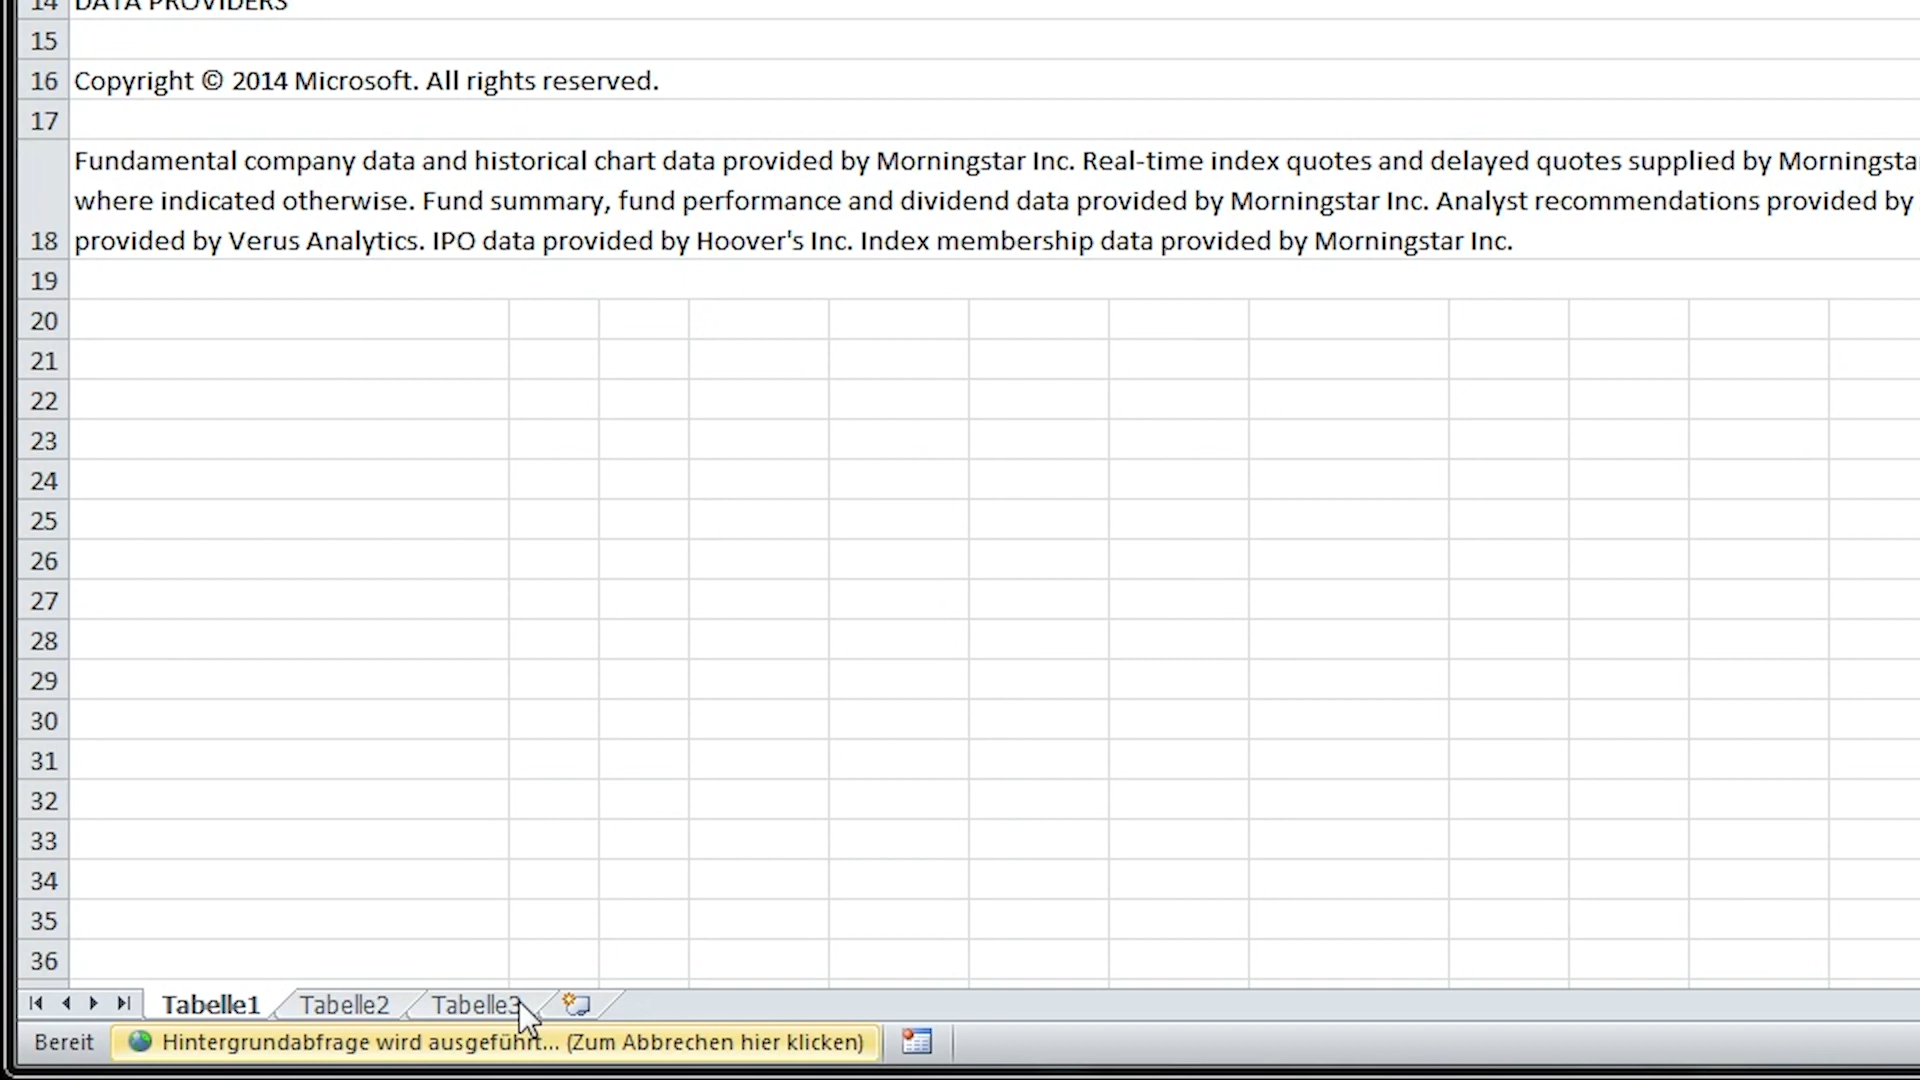 14 DATA PROVIDERS
15
16 Copyright © 2014 Microsoft. All rights reserved.
17
Fundamental company data and historical chart data provided by Morningstar Inc. Real-time index quotes and delayed quotes supplied by
where indicated otherwise. Fund summary, fund performance and dividend data provided by Morningstar Inc. Analyst recommendations provided by
18 provided by Verus Analytics. IPO data provided by Hoover's Inc. Index membership data provided by Morningstar Inc.
19
20
21
22
23
24
25
26
27
28
29
30
31
32
33
34
35
36
Tabelle1 Tabelle2 Tabelle3
Bereit Hintergrundabfrage wird ausgeführt... (Zum Abbrechen hier klicken)